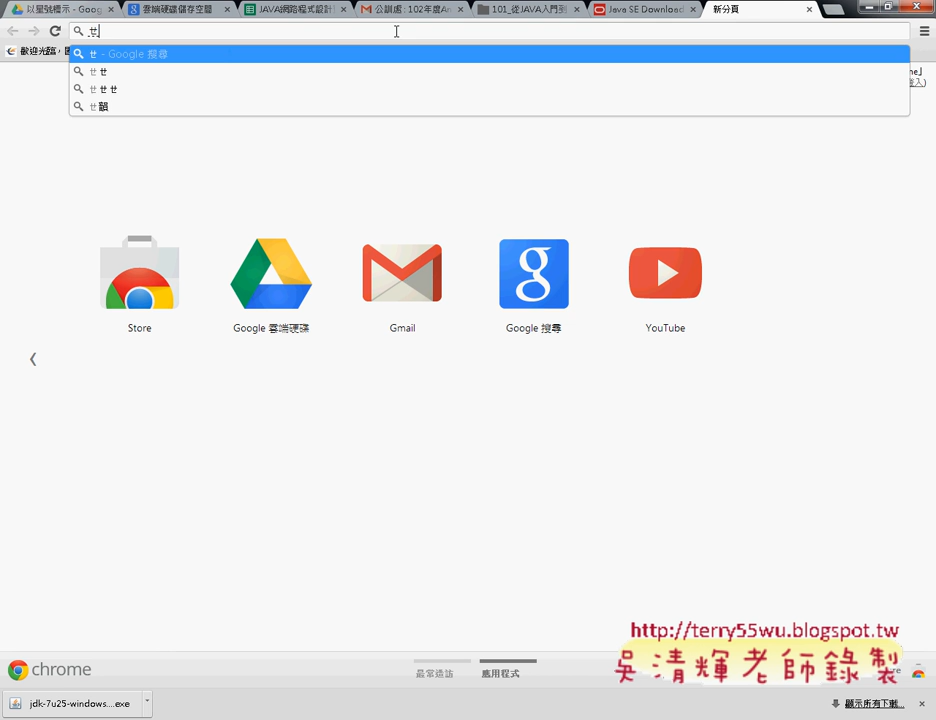 以星號標示 - Goog
雲端硬碟儲存空間
JAVA網路程式設計
公訓處: 102年度An
101_從JAVA入門到
Java SE Download
新分頁
ㄝ
ㄝ - Google 搜尋
ㄝㄝ
ㄝㄝㄝ
歡迎光臨，
Store
Google 雲端硬碟
Gmail
Google 搜尋
YouTube
http://terry55wu.blogspot.tw
吳清輝老師錄製
chrome
最常造訪
應用程式
jdk-7u25-windows....exe
顯示所有下載...